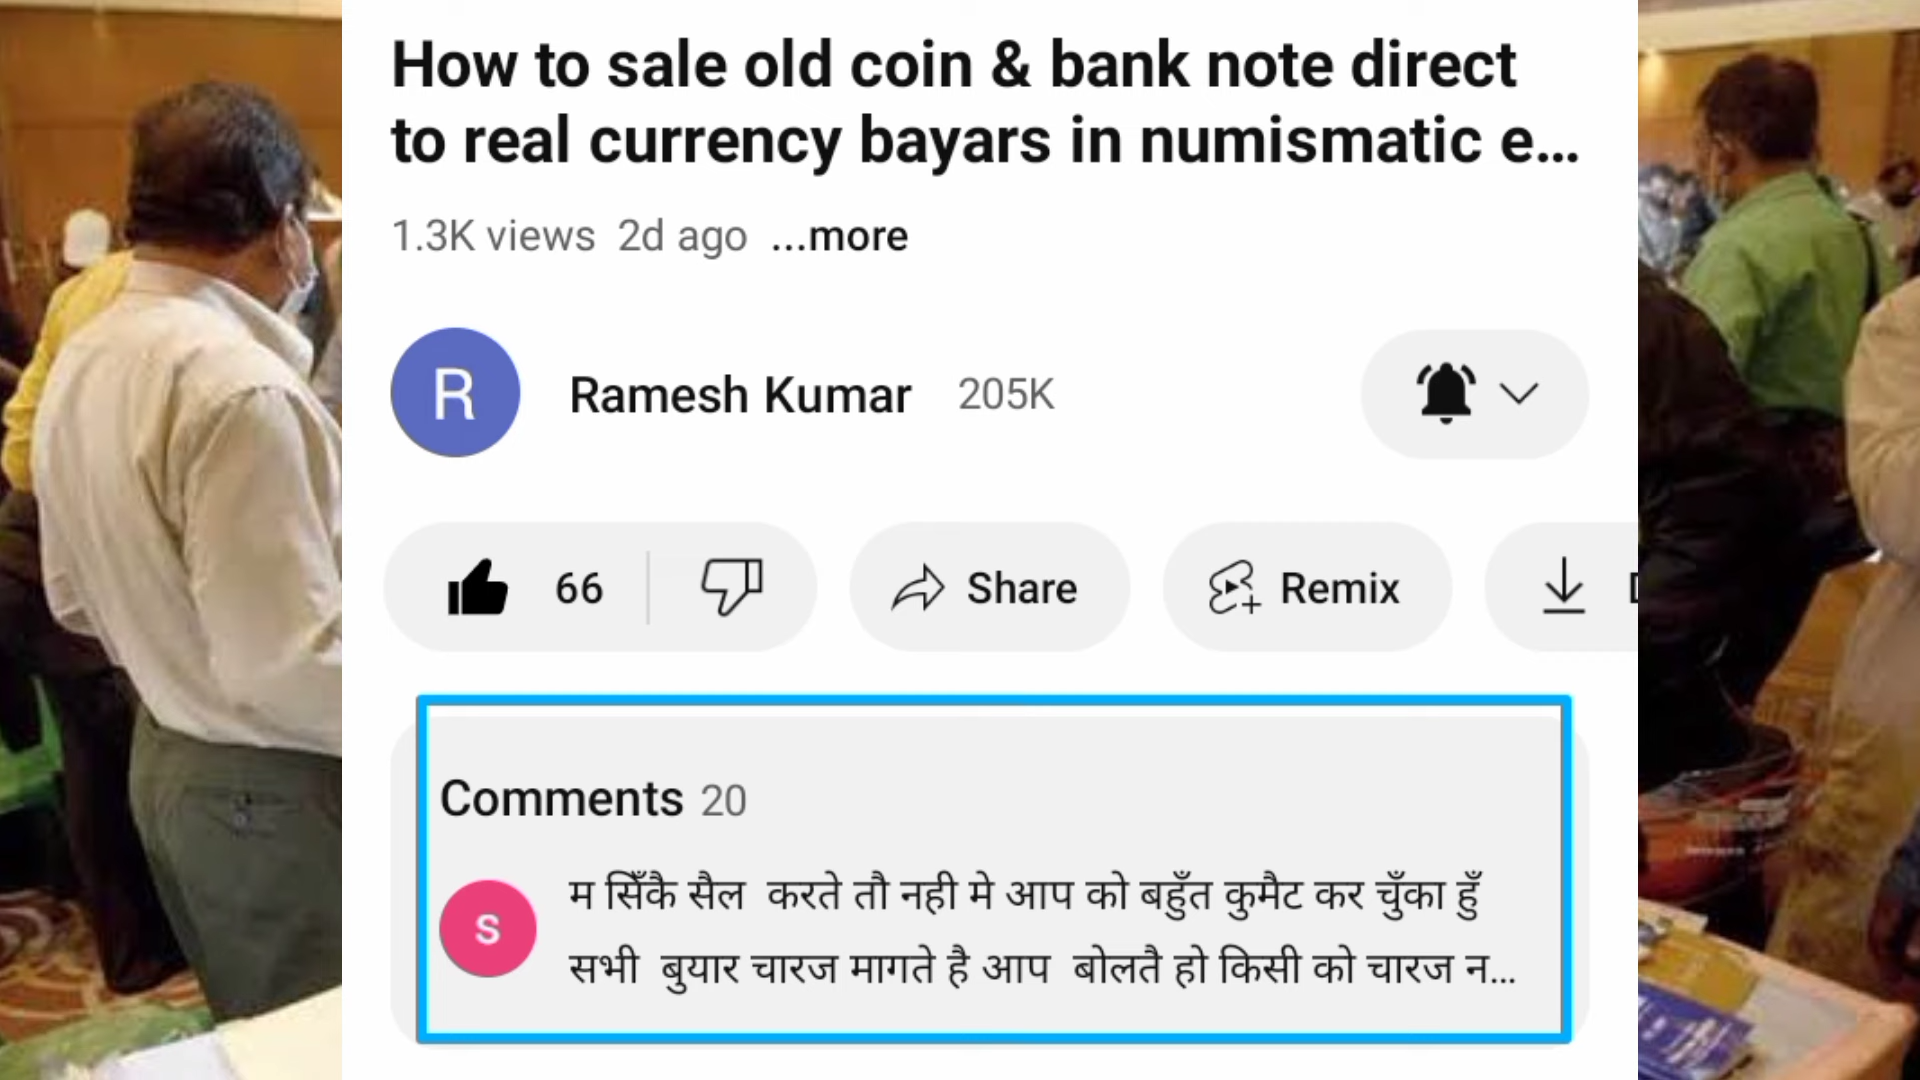 How to sale old coin & bank note direct
to real currency bayars in numismatic e...
1.3K views 2d ago ...more
R
Ramesh Kumar 205K
66
Share
Remix
Comments 20
S
म सिँकै सैल करते तौ नही मे आप को बहुँत कुमैट कर चुँका हुँ
सभी बुयार चारज मागते है आप बोलतै हो किसी को चारज न...